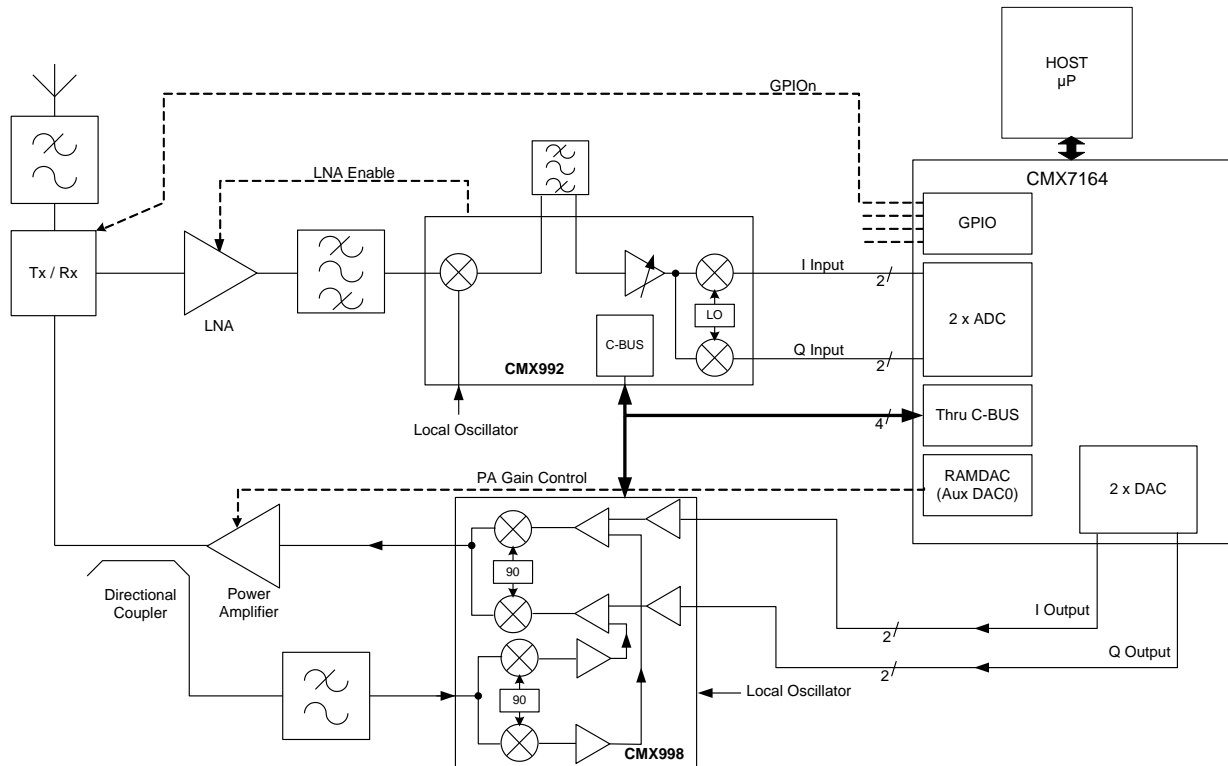 HOST
µP
GPIOn
CMX7164
LNA Enable
GPIO
Tx / Rx
I Input
2
2 x ADC
LNA
LO
C-BUS
Q Input
2
CMX992
Thru C-BUS
4
Local Oscillator
RAMDAC
(Aux DAC0)
2 x DAC
PA Gain Control
90
Directional
Coupler
Power
Amplifier
I Output
2
Q Output
2
90
Local Oscillator
CMX998